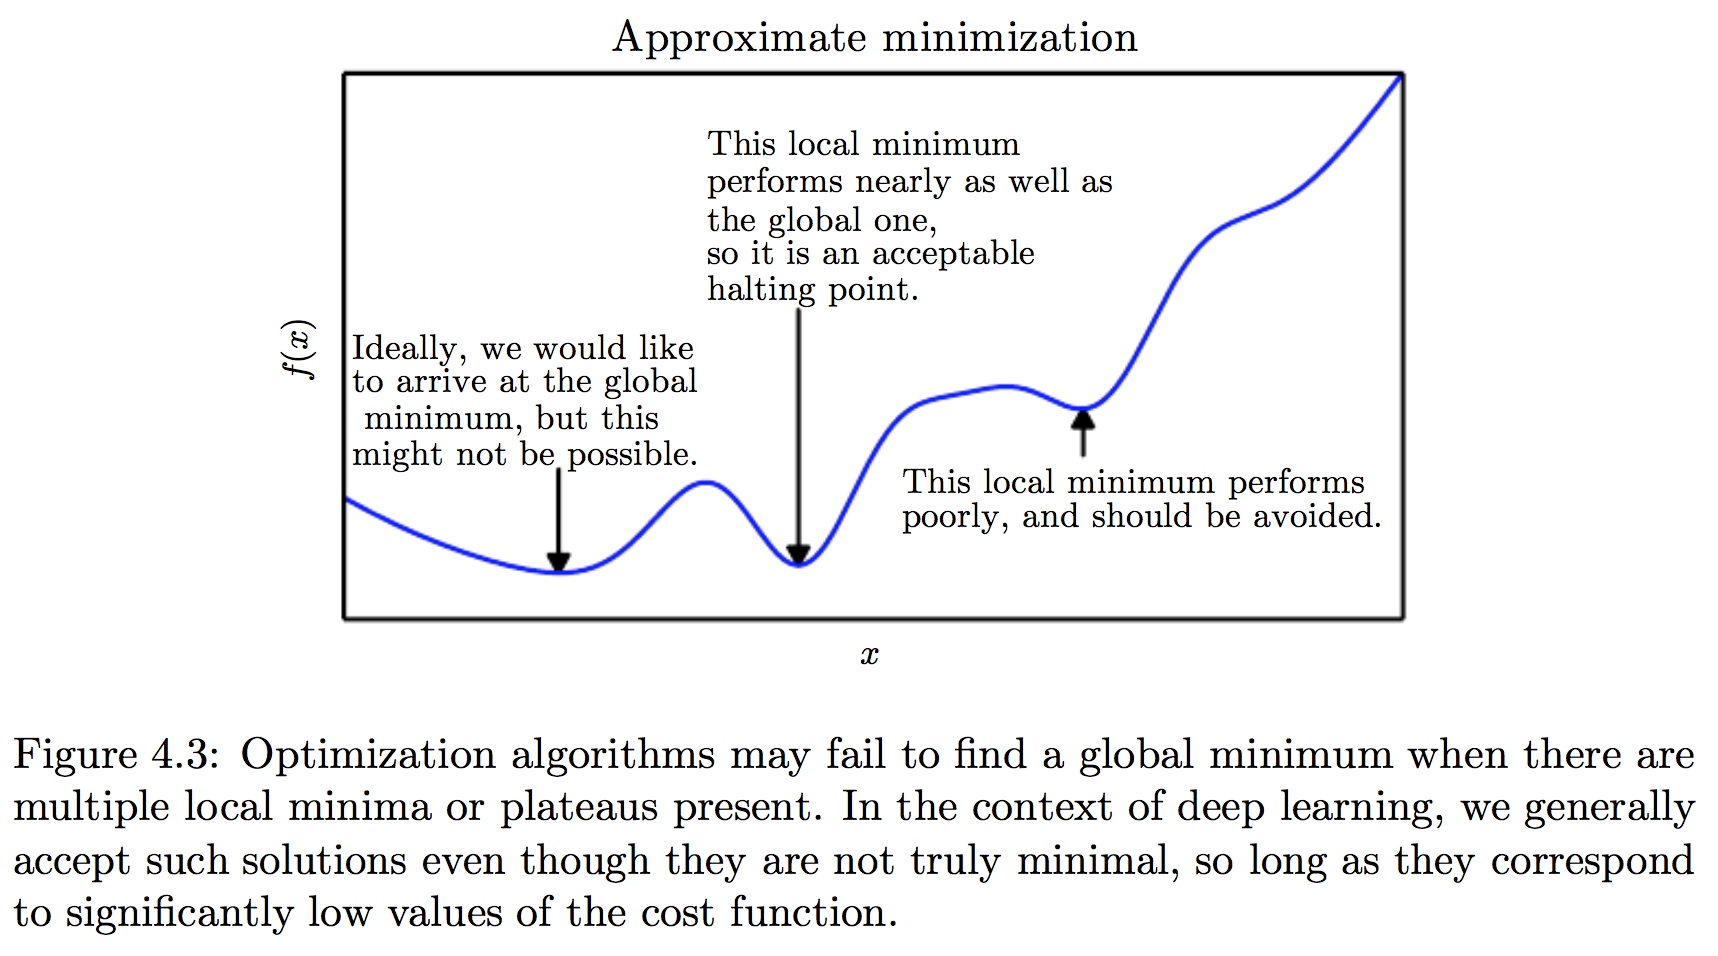 Approximate minimization
This local minimum
performs nearly as well as
the global one,
so it is an acceptable
halting point.
f(x)
Ideally, we would like
to arrive at the global
minimum, but this
might not be possible.
This local minimum performs
poorly, and should be avoided.
x
Figure 4.3: Optimization algorithms may fail to find a global minimum when there are
multiple local minima or plateaus present. In the context of deep learning, we generally
accept such solutions even though they are not truly minimal, so long as they correspond
to significantly low values of the cost function.